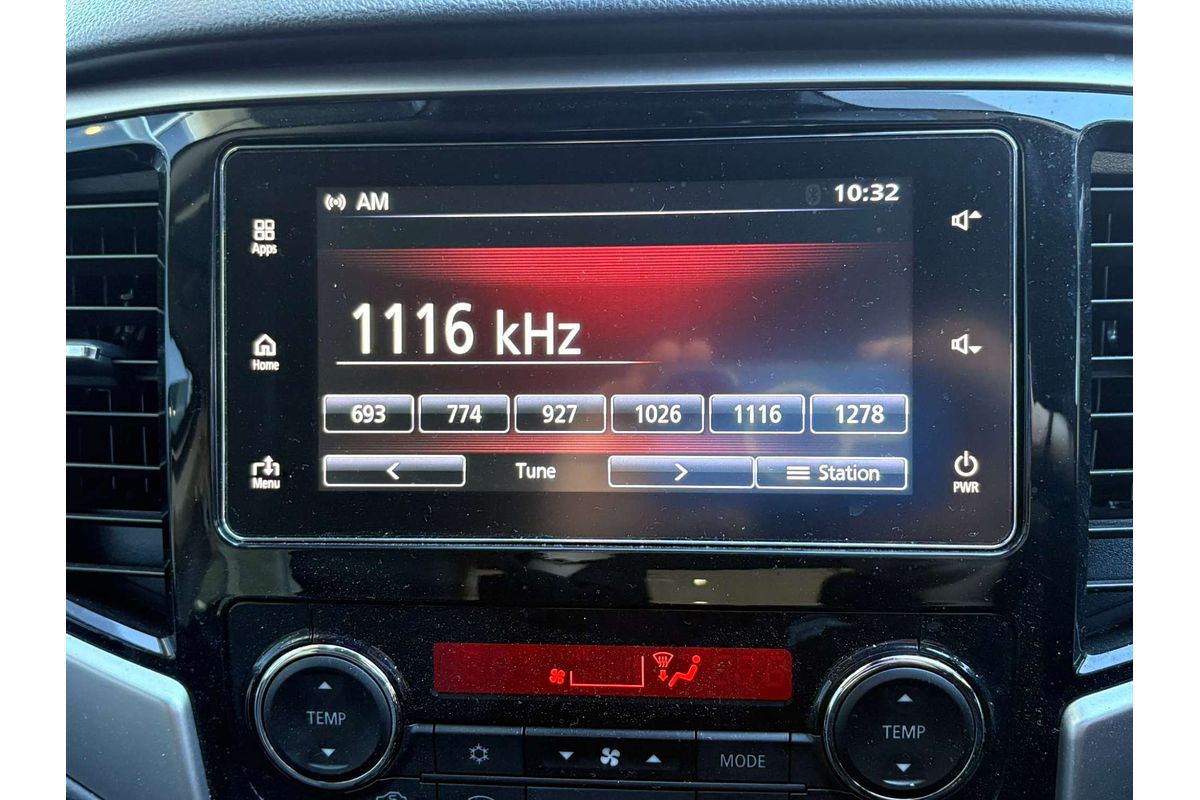 AM 10:32
Apps
1116 kHz
Home
693 774 927 1026 1116 1278
Menu < Tune > Station PWR
TEMP TEMP
MODE